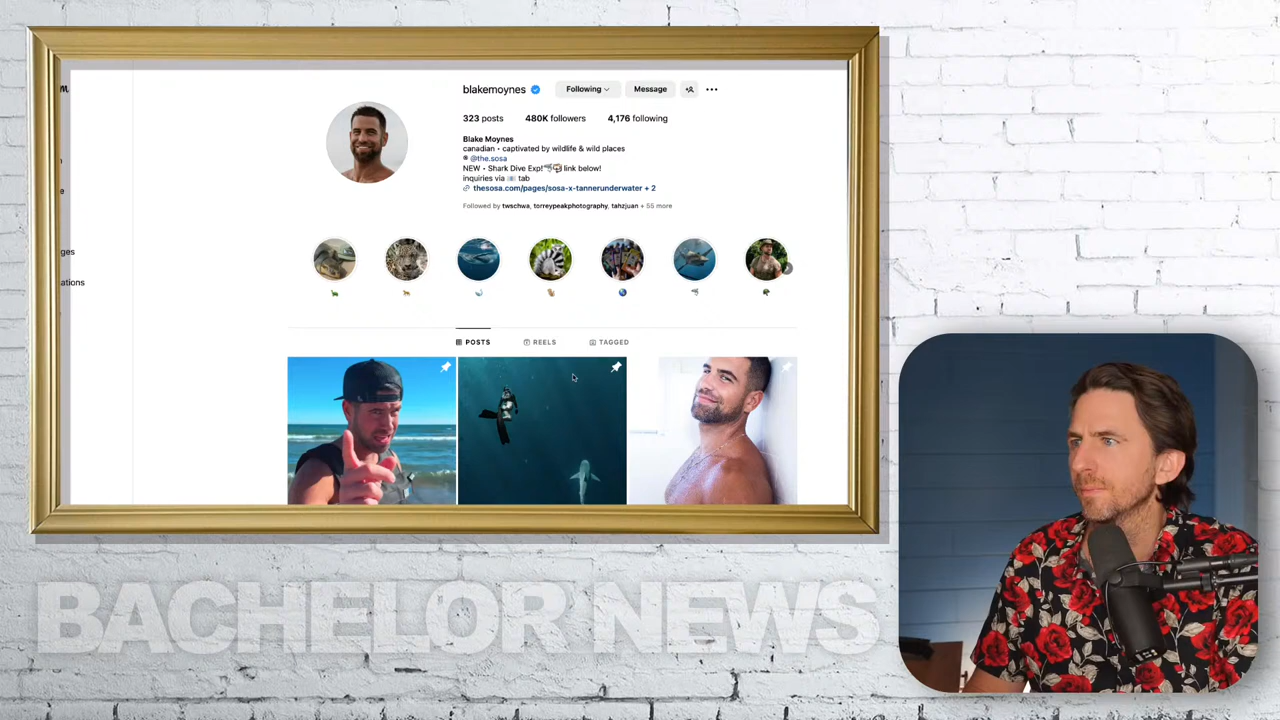 blakemoynes
Following
Message
323 posts
480K followers
4,176 following
Blake Moynes
canadian • captivated by wildlife & wild places
@the.sosa
NEW • Shark Dive Exp! link below!
inquiries via tab
thesosa.com/pages/sosa-x-tannerunderwater + 2
Followed by twschwa, torreypeakphotography, tahzjuan + 55 more
ges
ations
POSTS
REELS
TAGGED
BACHELOR NEWS